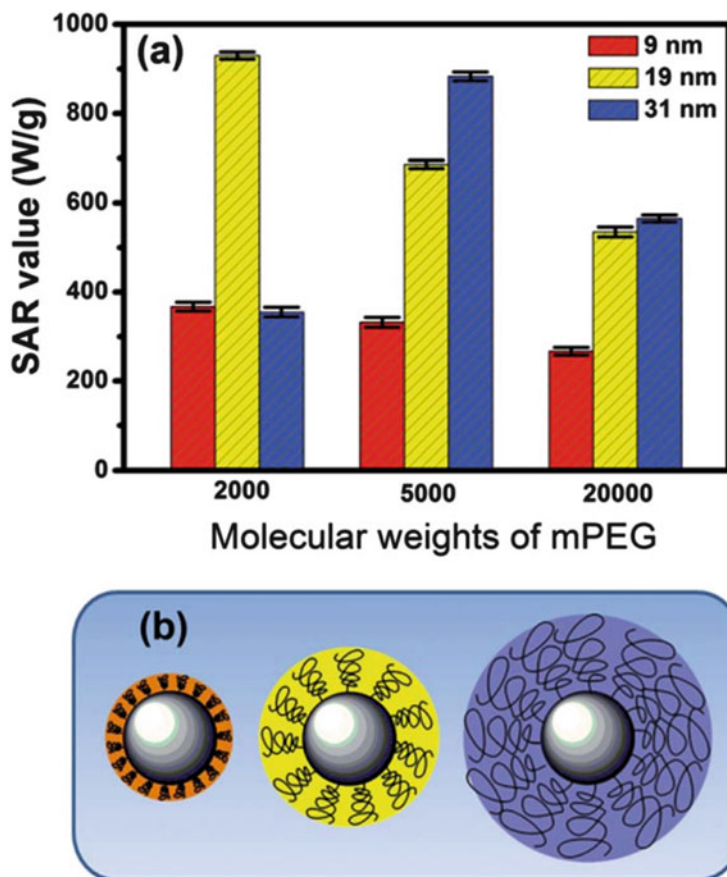 (a)
9 nm
19 nm
31 nm
SAR value (W/g)
1000
800
600
400
200
0
2000 5000 20000
Molecular weights of mPEG
(b)